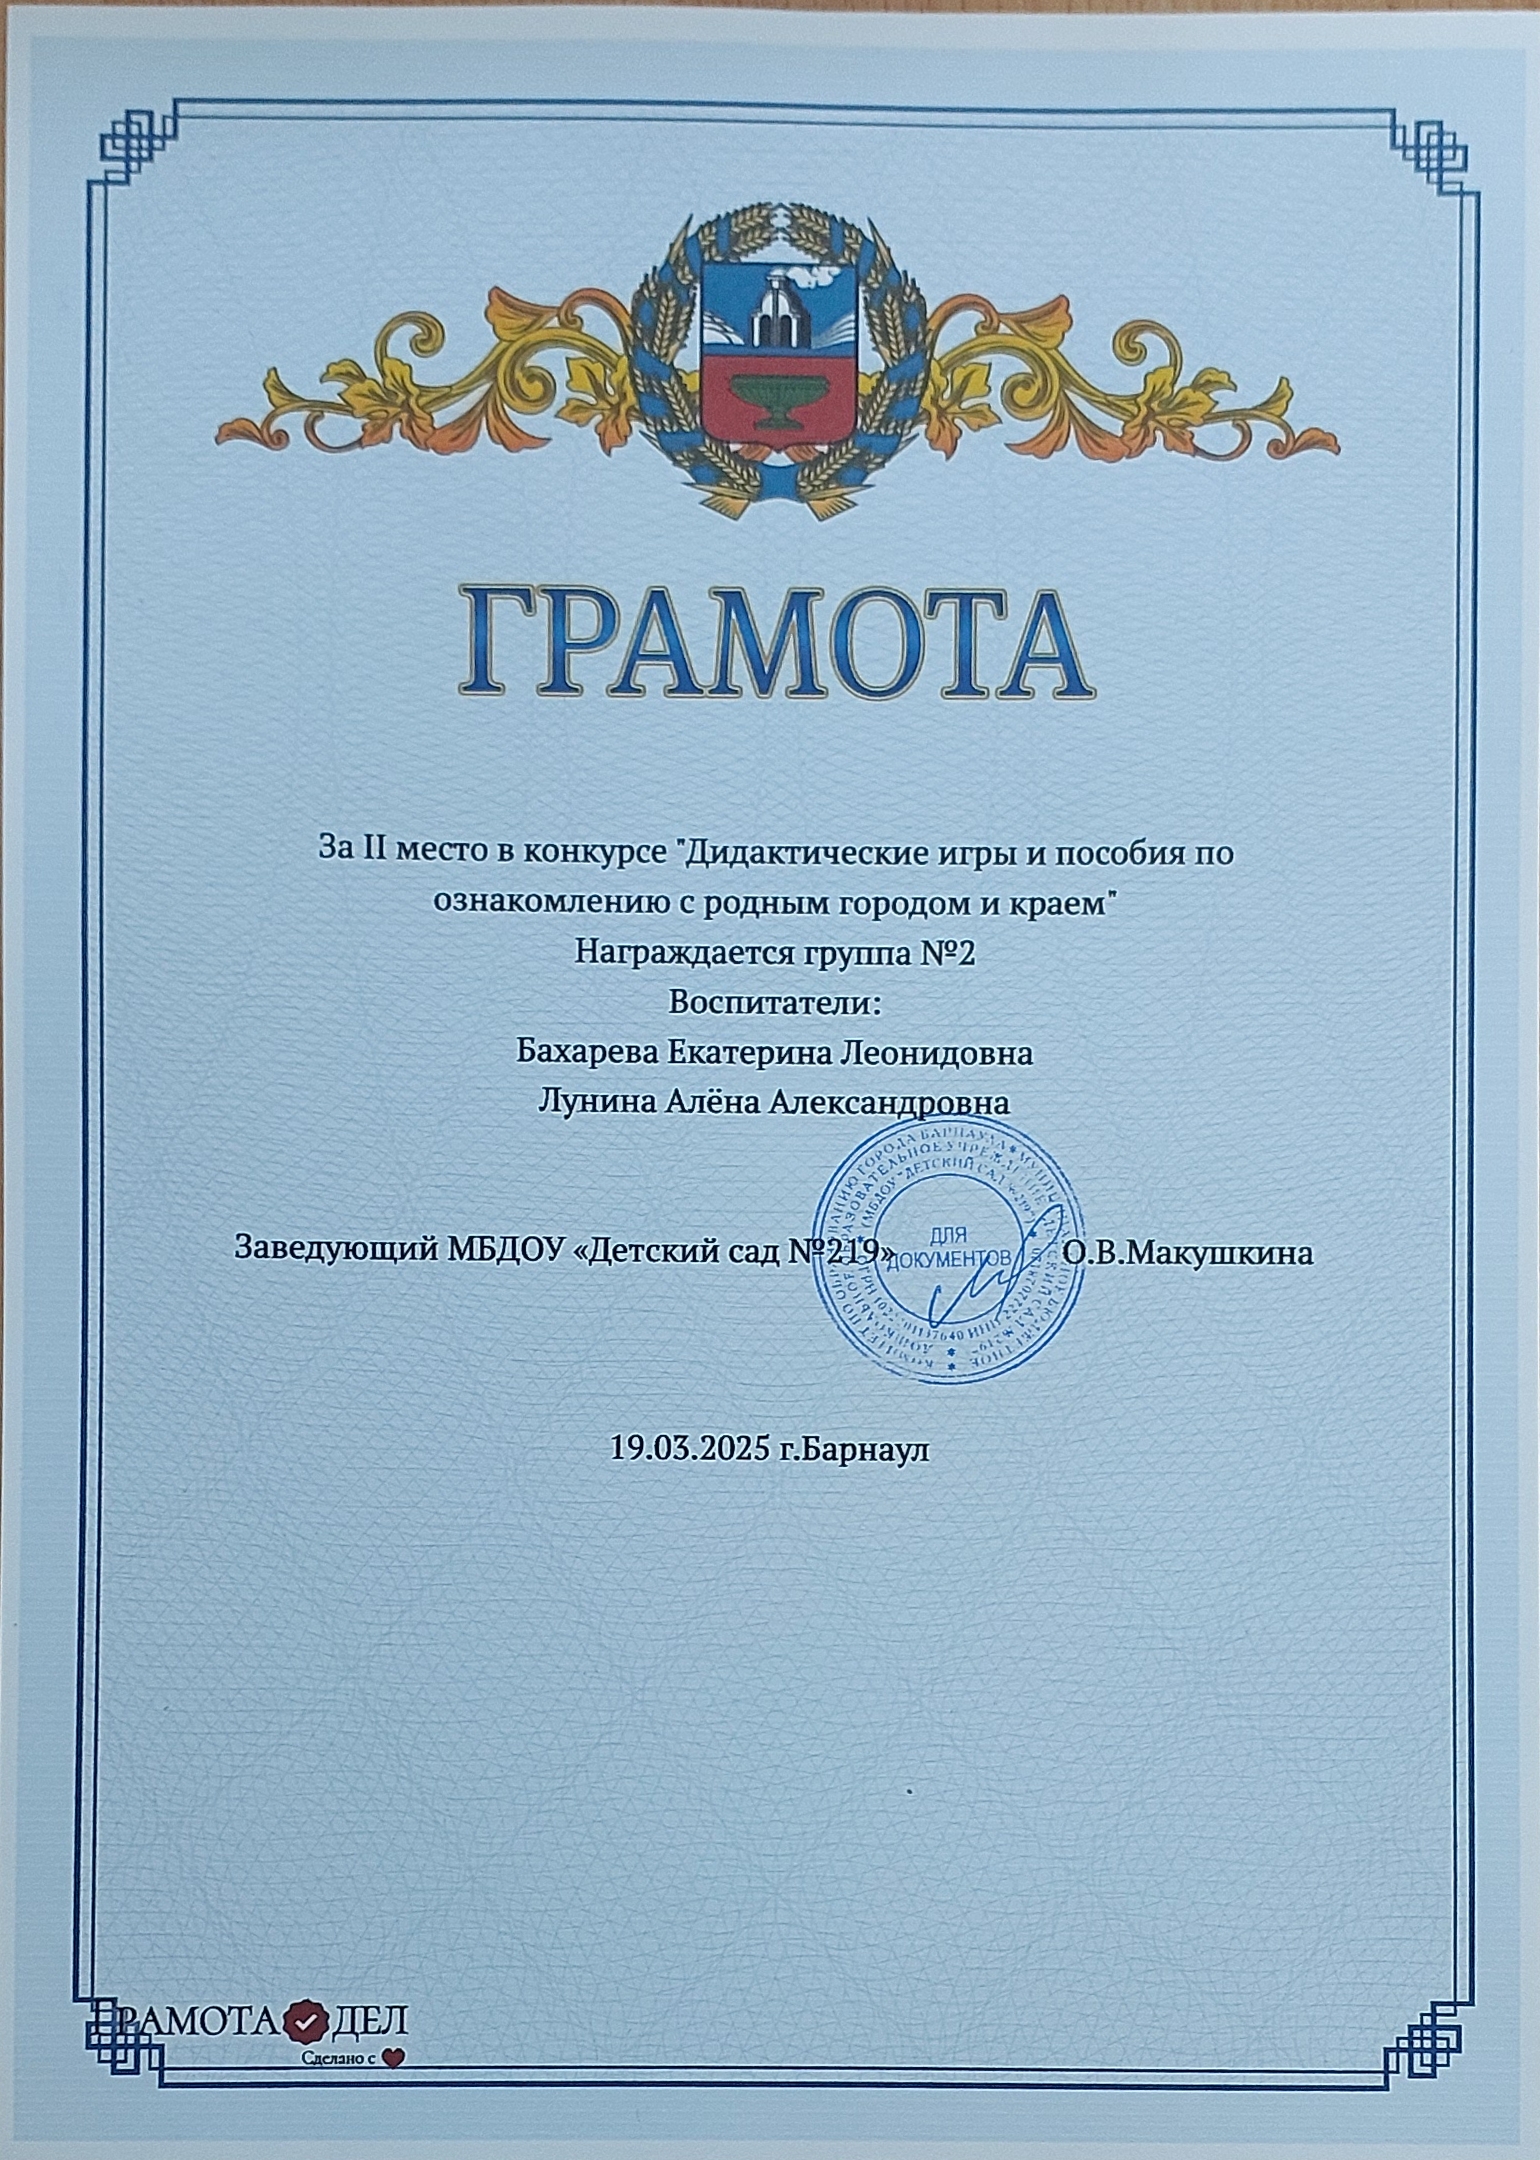 ГРАМОТА
За II место в конкурсе "Дидактические игры и пособия по
ознакомлению с родным городом и краем"
Награждается группа №2
Воспитатели:
Бахарева Екатерина Леонидовна
Лунина Алёна Александровна
Заведующий МБДОУ «Детский сад №219» О.В.Макушкина
ДЛЯ
ДОКУМЕНТОВ
19.03.2025 г.Барнаул
ГРАМОТА ДЕЛ
Сделано с